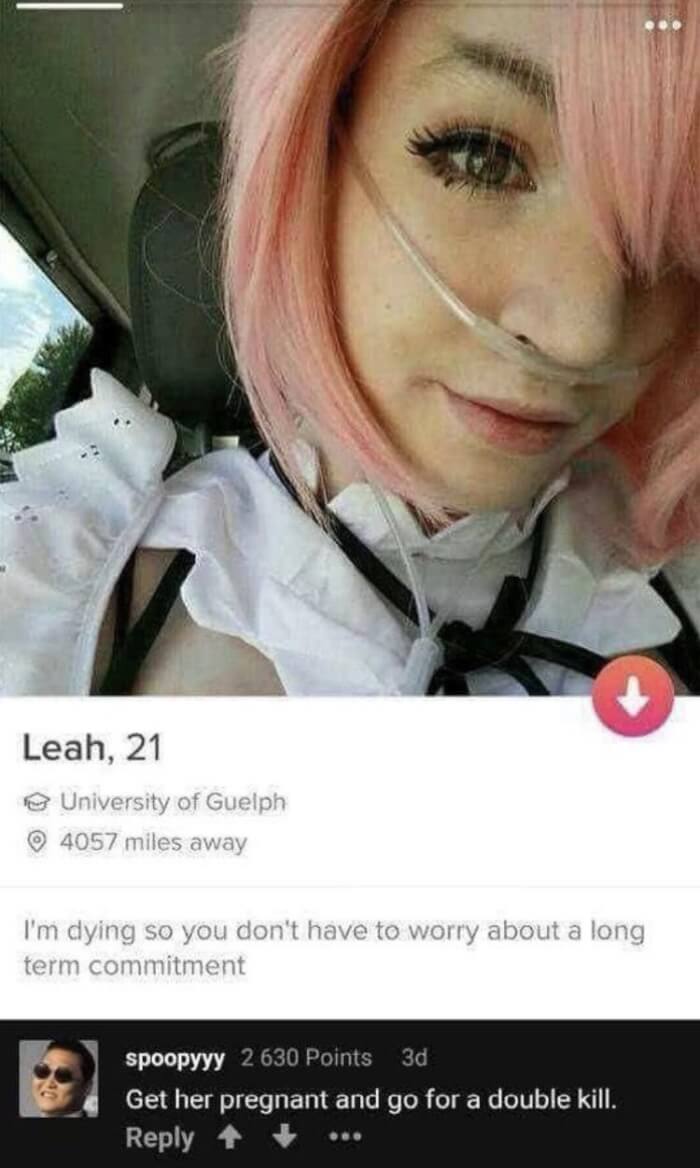 Leah, 21
University of Guelph
4057 miles away
I'm dying so you don't have to worry about a long
term commitment
spoopyyy 2 630 Points 3d
Get her pregnant and go for a double kill.
Reply